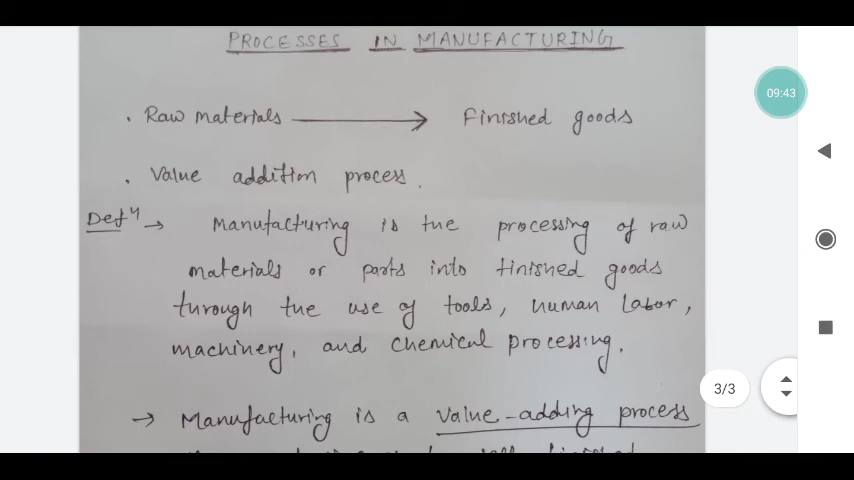 PROCESSES IN MANUFACTURING
09:43
. Raw materials → Finished goods
. Value addition process.
Defⁿ → Manufacturing is the processing of raw
materials or parts into finished goods
through the use of tools, human labor,
machinery, and chemical processing.
3/3
→ Manufacturing is a value-adding process